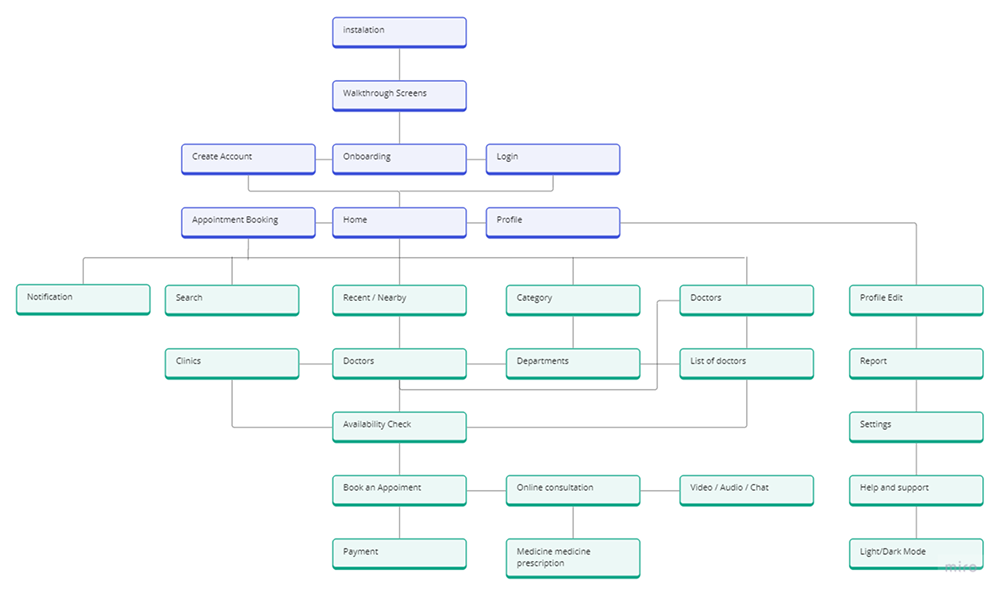 Instalation
Walkthrough Screens
Create Account
Onboarding
Login
Appointment Booking
Home
Profile
Notification
Search
Recent / Nearby
Category
Doctors
Profile Edit
Clinics
Doctors
Departments
List of doctors
Report
Availability Check
Settings
Book an Appoiment
Online consultation
Video / Audio / Chat
Help and support
Payment
Medicine medicine
prescription
Light/Dark Mode
miro